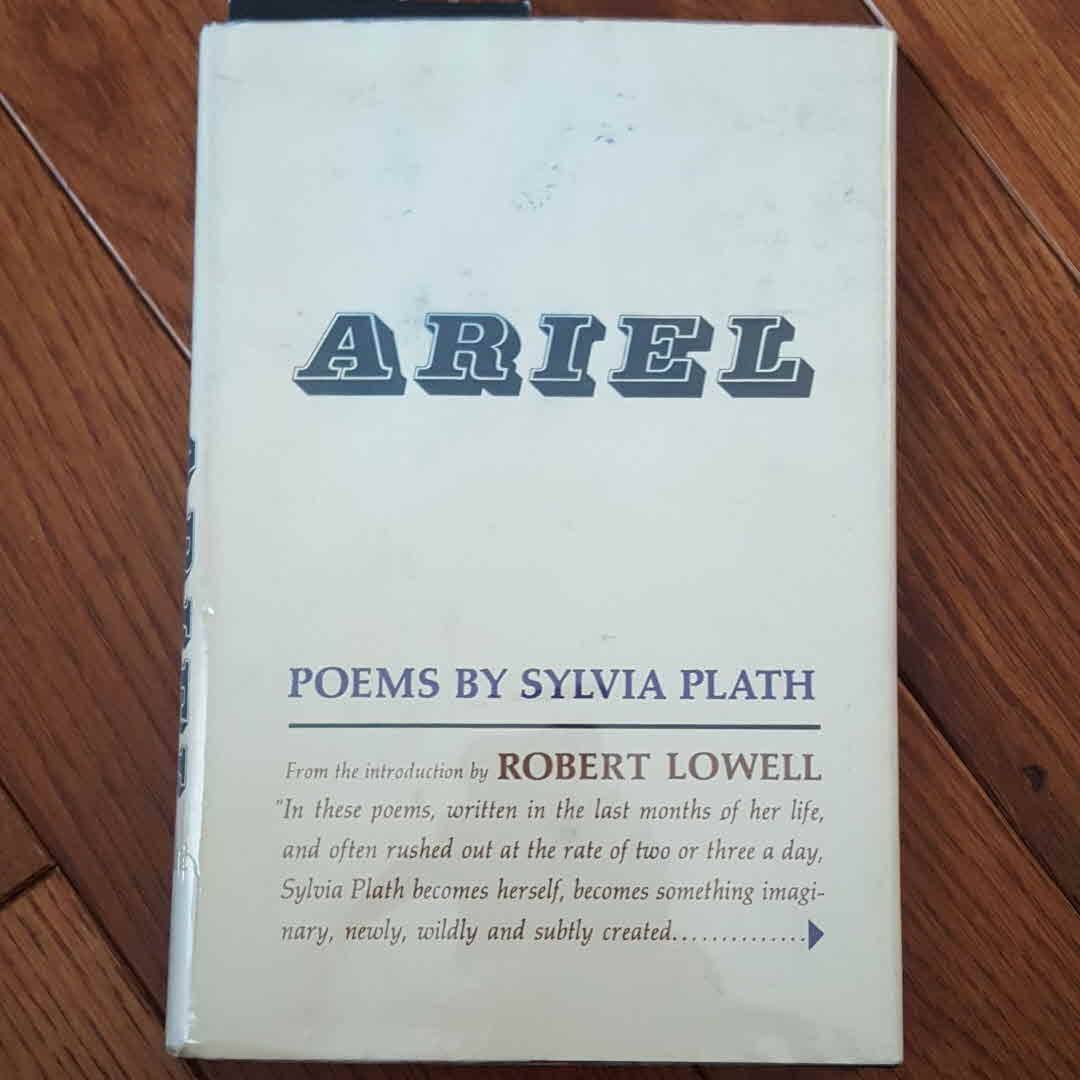 ARIEL
POEMS BY SYLVIA PLATH
From the introduction by ROBERT LOWELL
"In these poems, written in the last months of her life,
and often rushed out at the rate of two or three a day,
Sylvia Plath becomes herself, becomes something imagi-
nary, newly, wildly and subtly created..............